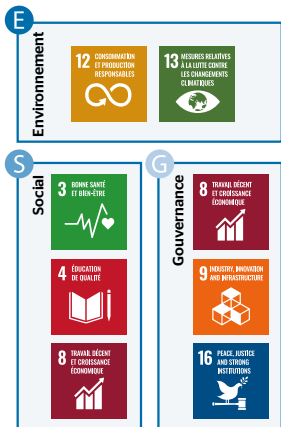 E
Environnement
12 CONSOMMATION
ET PRODUCTION
RESPONSABLES
13 MESURES RELATIVES
À LA LUTTE CONTRE
LES CHANGEMENTS
CLIMATIQUES
S
Social
3 BONNE SANTÉ
ET BIEN-ÊTRE
4 ÉDUCATION
DE QUALITÉ
8 TRAVAIL DÉCENT
ET CROISSANCE
ÉCONOMIQUE
G
Gouvernance
8 TRAVAIL DÉCENT
ET CROISSANCE
ÉCONOMIQUE
9 INDUSTRY, INNOVATION
AND INFRASTRUCTURE
16 PEACE, JUSTICE
AND STRONG
INSTITUTIONS